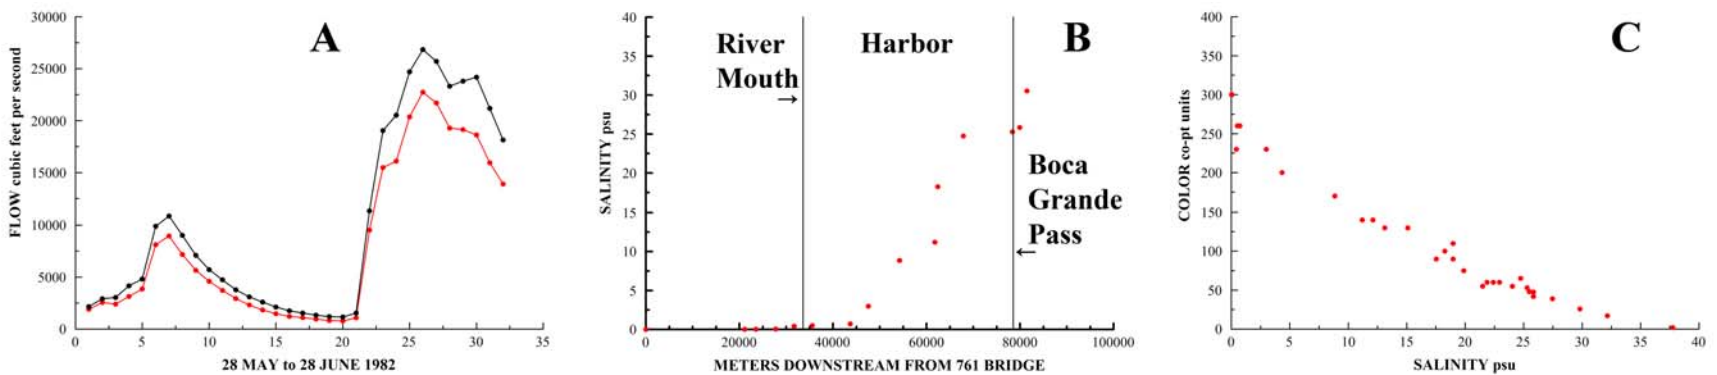 A
30000
25000
20000
15000
10000
5000
0
FLOW cubic feet per second
0 5 10 15 20 25 30 35
28 MAY to 28 JUNE 1982
B
River
Mouth
→
Harbor
Boca
Grande
Pass
←
40
35
30
25
20
15
10
5
0
SALINITY psu
0 20000 40000 60000 80000 100000
METERS DOWNSTREAM FROM 761 BRIDGE
C
400
350
300
250
200
150
100
50
0
COLOR co-pt units
0 5 10 15 20 25 30 35 40
SALINITY psu